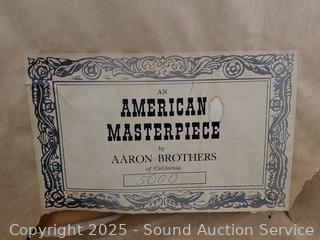 AN
AMERICAN
MASTERPIECE
by
AARON BROTHERS
of California
5000
Copyright © 2025 - Sound Auction Service